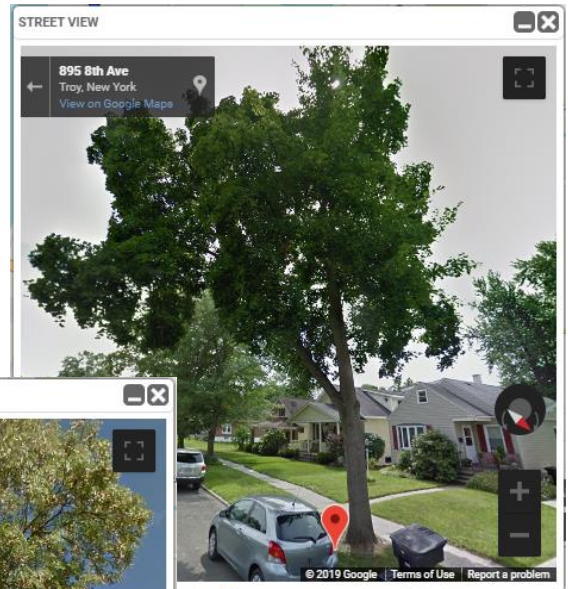 STREET VIEW
895 8th Ave
Troy, New York
View on Google Maps
© 2019 Google
Terms of Use
Report a problem